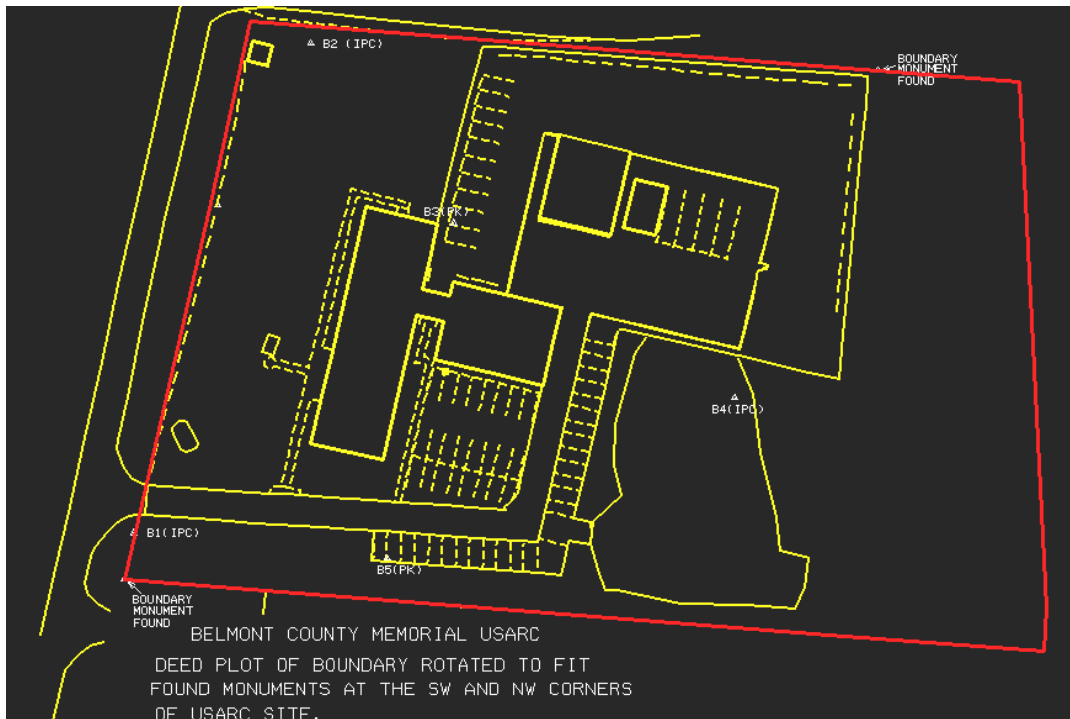 B2 (IPC)
BOUNDARY
MONUMENT
FOUND
B3(PK)
B4(IPC)
B1(IPC)
B5(PK)
BOUNDARY
MONUMENT
FOUND
BELMONT COUNTY MEMORIAL USARC
DEED PLOT OF BOUNDARY ROTATED TO FIT
FOUND MONUMENTS AT THE SW AND NW CORNERS
OF USARC SITE.